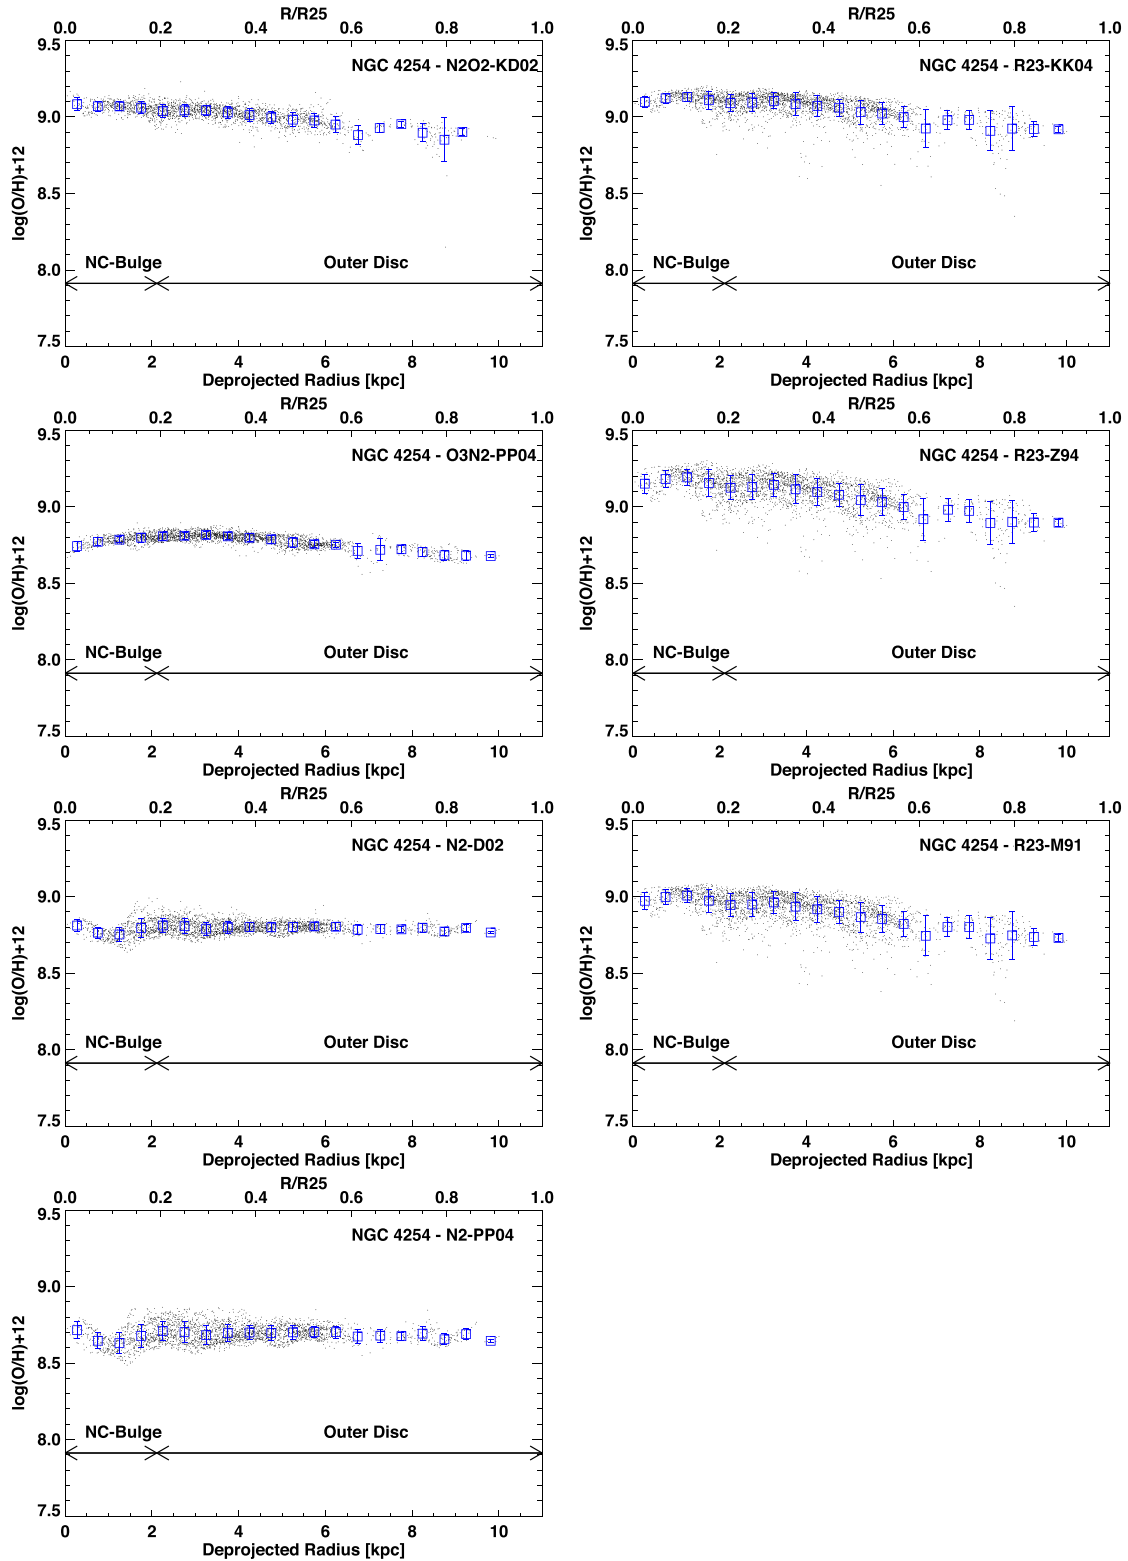 R/R25
0.0 0.2 0.4 0.6 0.8 1.0
9.5
NGC 4254 - N2O2-KD02
9.0
log(O/H)+12
8.5
8.0
NC-Bulge Outer Disc
7.5
0 2 4 6 8 10
Deprojected Radius [kpc]
R/R25
0.0 0.2 0.4 0.6 0.8 1.0
9.5
NGC 4254 - R23-KK04
9.0
log(O/H)+12
8.5
8.0
NC-Bulge Outer Disc
7.5
0 2 4 6 8 10
Deprojected Radius [kpc]
R/R25
0.0 0.2 0.4 0.6 0.8 1.0
9.5
NGC 4254 - O3N2-PP04
9.0
log(O/H)+12
8.5
8.0
NC-Bulge Outer Disc
7.5
0 2 4 6 8 10
Deprojected Radius [kpc]
R/R25
0.0 0.2 0.4 0.6 0.8 1.0
9.5
NGC 4254 - R23-Z94
9.0
log(O/H)+12
8.5
8.0
NC-Bulge Outer Disc
7.5
0 2 4 6 8 10
Deprojected Radius [kpc]
R/R25
0.0 0.2 0.4 0.6 0.8 1.0
9.5
NGC 4254 - N2-D02
9.0
log(O/H)+12
8.5
8.0
NC-Bulge Outer Disc
7.5
0 2 4 6 8 10
Deprojected Radius [kpc]
R/R25
0.0 0.2 0.4 0.6 0.8 1.0
9.5
NGC 4254 - R23-M91
9.0
log(O/H)+12
8.5
8.0
NC-Bulge Outer Disc
7.5
0 2 4 6 8 10
Deprojected Radius [kpc]
R/R25
0.0 0.2 0.4 0.6 0.8 1.0
9.5
NGC 4254 - N2-PP04
9.0
log(O/H)+12
8.5
8.0
NC-Bulge Outer Disc
7.5
0 2 4 6 8 10
Deprojected Radius [kpc]